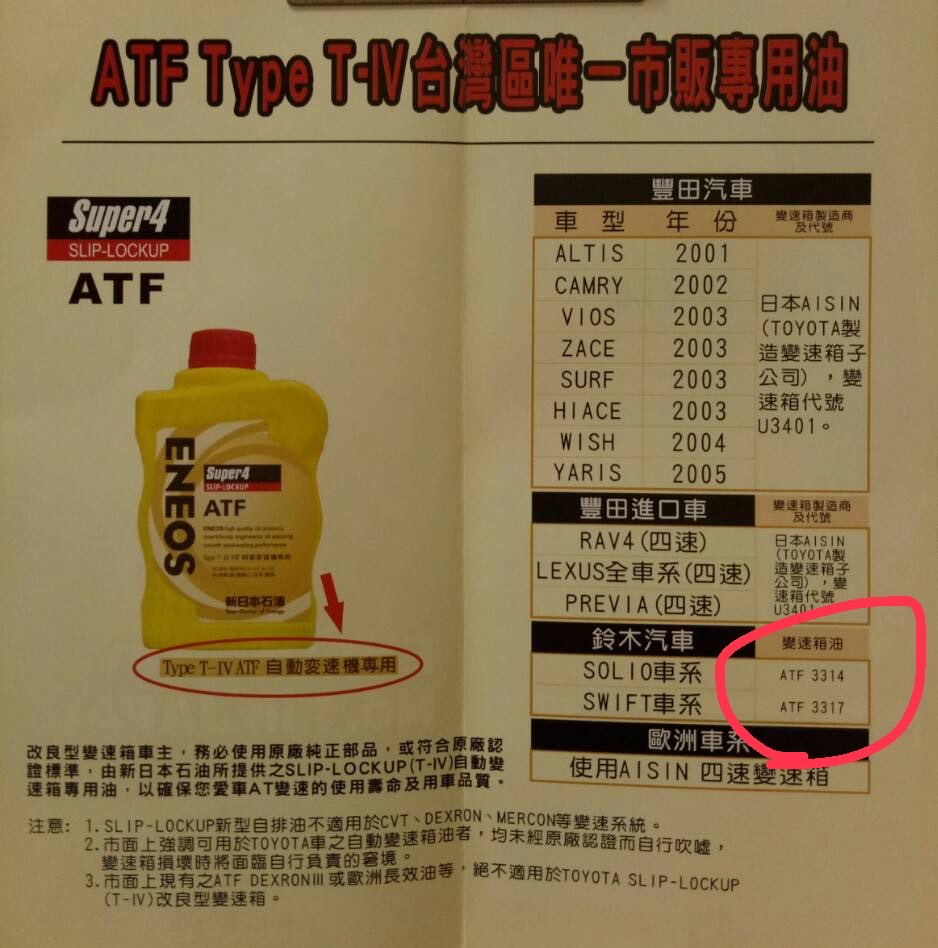 ATF Type T-IV台灣區唯一市販專用油
Super4
SLIP-LOCKUP
ATF
ENEOS
Super4
SLIP-LOCKUP
ATF
ENEOS high quality oil products
新日本石油
Your Choice of Energy
Type T-IV ATF 自動変速機專用
豐田汽車
車型 年份 變速箱製造商及代號
ALTIS 2001
CAMRY 2002
VIOS 2003
ZACE 2003
SURF 2003
HIACE 2003
WISH 2004
YARIS 2005
日本AISIN
(TOYOTA製
造變速箱子
公司),變
速箱代號
U3401。
豐田進口車 變速箱製造商及代號
RAV4(四速)
LEXUS全車系(四速)
PREVIA(四速)
日本AISIN
(TOYOTA製
造變速箱子
公司),變
速箱代號
U3401
鈴木汽車 變速箱油
SOLIO車系 ATF 3314
SWIFT車系 ATF 3317
歐洲車系
使用AISIN 四速變速箱
改良型變速箱車主,務必使用原廠純正部品,或符合原廠認
證標準,由新日本石油所提供之SLIP-LOCKUP(T-IV)自動變
速箱專用油,以確保您愛車AT變速的使用壽命及用車品質。
注意: 1.SLIP-LOCKUP新型自排油不適用於CVT、DEXRON、MERCON等變速系統。
2.市面上強調可用於TOYOTA車之自動變速箱油者,均未經原廠認證而自行吹噓,
變速箱損壞時將面臨自行負責的窘境。
3.市面上現有之ATF DEXRONⅢ或歐洲長效油等,絕不適用於TOYOTA SLIP-LOCKUP
(T-IV)改良型變速箱。